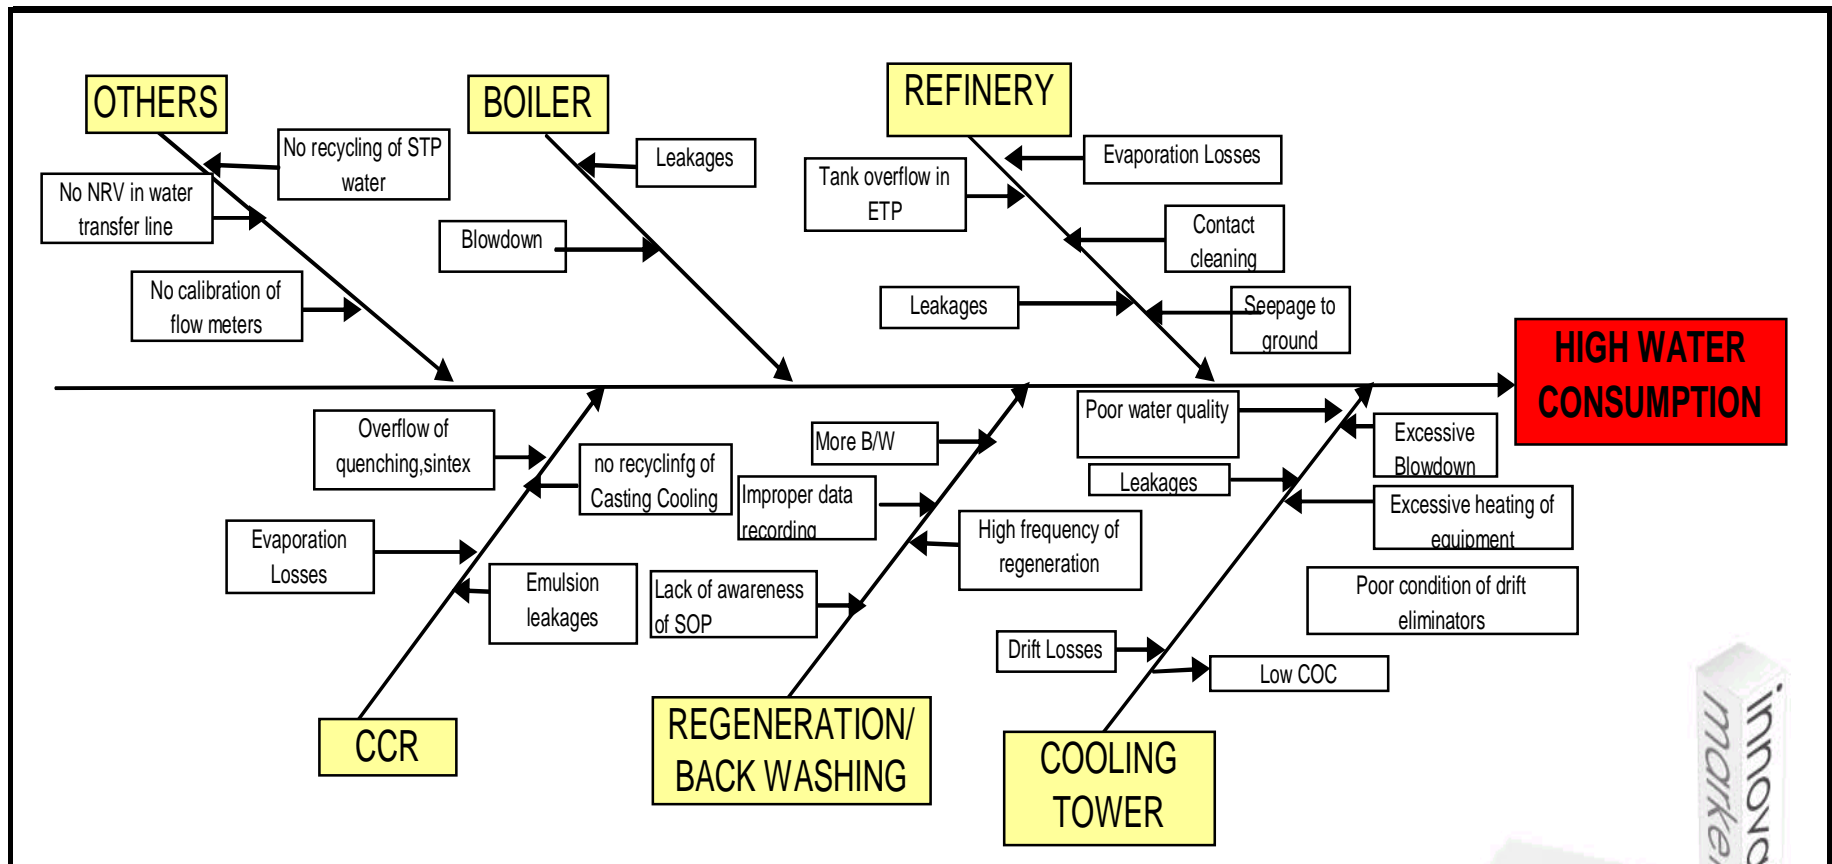 OTHERS
BOILER
REFINERY
No recycling of STP
water
Leakages
Evaporation Losses
No NRV in water
transfer line
Tank overflow in
ETP
Blowdown
Contact
cleaning
No calibration of
flow meters
Leakages
Seepage to
ground
HIGH WATER
CONSUMPTION
Overflow of
quenching,sintex
no recyclinfg of
Casting Cooling
Evaporation
Losses
Emulsion
leakages
More B/W
Improper data
recording
High frequency of
regeneration
Lack of awareness
of SOP
Poor water quality
Excessive
Blowdown
Leakages
Excessive heating of
equipment
Poor condition of drift
eliminators
Drift Losses
Low COC
CCR
REGENERATION/
BACK WASHING
COOLING
TOWER